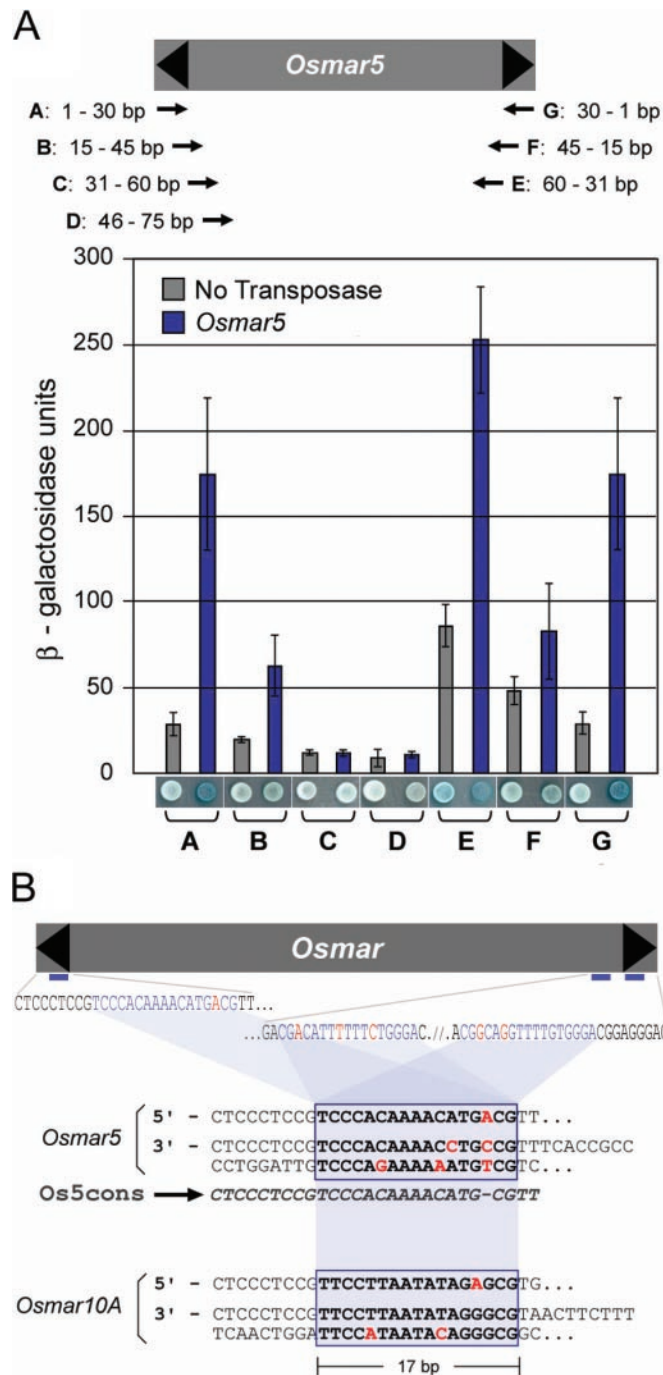 A
Osmar5
A: 1 - 30 bp
G: 30 - 1 bp
B: 15 - 45 bp
F: 45 - 15 bp
C: 31 - 60 bp
E: 60 - 31 bp
D: 46 - 75 bp
β - galactosidase units
300
250
200
150
100
50
0
No Transposase
Osmar5
A B C D E F G
B
Osmar
CTCCCTCCGTCCCACAAAACATGACGTT...
...GACGACATTTTTTCTGGGAC.//.ACGGCAGGTTTTGTGGGACGGAGGGAG
Osmar5
5' - CTCCCTCCGTCCCACAAAACATGACGTT...
3' - CTCCCTCCGTCCCACAAAACCTGCCGTTTCACCGCC
CCTGGATTGTCCCAGAAAAAATGTCGTC...
Os5cons CTCCCTCCGTCCCACAAAACATG-CGTT
Osmar10A
5' - CTCCCTCCGTTCCTTAATATAGAGCGTG...
3' - CTCCCTCCGTTCCTTAATATAGGGCGTAACTTCTTT
TCAACTGGATTCCATAATACAGGGCGGC...
17 bp